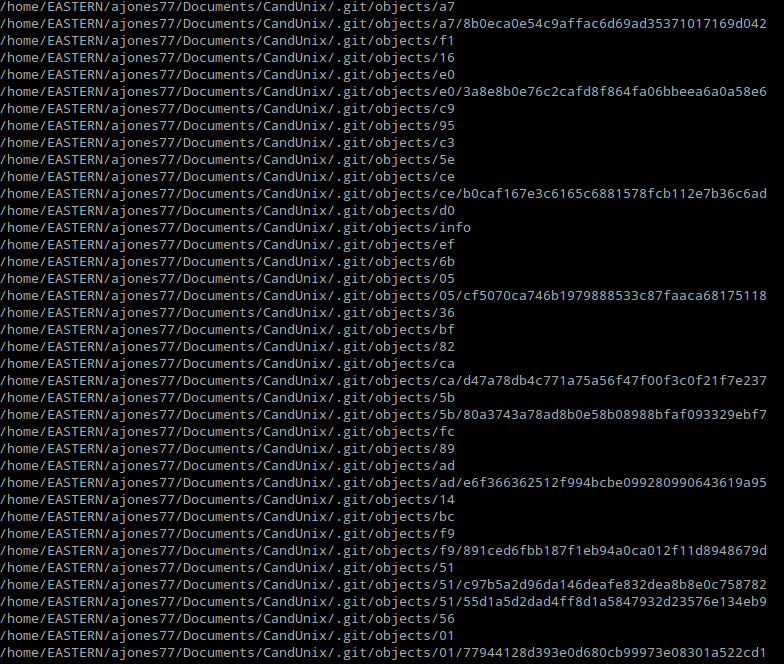 /home/EASTERN/ajones77/Documents/CandUnix/.git/objects/a7
/home/EASTERN/ajones77/Documents/CandUnix/.git/objects/a7/8b0eca0e54c9affac6d69ad35371017169d042
/home/EASTERN/ajones77/Documents/CandUnix/.git/objects/f1
/home/EASTERN/ajones77/Documents/CandUnix/.git/objects/16
/home/EASTERN/ajones77/Documents/CandUnix/.git/objects/e0
/home/EASTERN/ajones77/Documents/CandUnix/.git/objects/e0/3a8e8b0e76c2cafd8f864fa06bbeea6a0a58e6
/home/EASTERN/ajones77/Documents/CandUnix/.git/objects/c9
/home/EASTERN/ajones77/Documents/CandUnix/.git/objects/95
/home/EASTERN/ajones77/Documents/CandUnix/.git/objects/c3
/home/EASTERN/ajones77/Documents/CandUnix/.git/objects/5e
/home/EASTERN/ajones77/Documents/CandUnix/.git/objects/ce
/home/EASTERN/ajones77/Documents/CandUnix/.git/objects/ce/b0caf167e3c6165c6881578fcb112e7b36c6ad
/home/EASTERN/ajones77/Documents/CandUnix/.git/objects/d0
/home/EASTERN/ajones77/Documents/CandUnix/.git/objects/info
/home/EASTERN/ajones77/Documents/CandUnix/.git/objects/ef
/home/EASTERN/ajones77/Documents/CandUnix/.git/objects/6b
/home/EASTERN/ajones77/Documents/CandUnix/.git/objects/05
/home/EASTERN/ajones77/Documents/CandUnix/.git/objects/05/cf5070ca746b1979888533c87faaca68175118
/home/EASTERN/ajones77/Documents/CandUnix/.git/objects/36
/home/EASTERN/ajones77/Documents/CandUnix/.git/objects/bf
/home/EASTERN/ajones77/Documents/CandUnix/.git/objects/82
/home/EASTERN/ajones77/Documents/CandUnix/.git/objects/ca
/home/EASTERN/ajones77/Documents/CandUnix/.git/objects/ca/d47a78db4c771a75a56f47f00f3c0f21f7e237
/home/EASTERN/ajones77/Documents/CandUnix/.git/objects/5b
/home/EASTERN/ajones77/Documents/CandUnix/.git/objects/5b/80a3743a78ad8b0e58b08988bfaf093329ebf7
/home/EASTERN/ajones77/Documents/CandUnix/.git/objects/fc
/home/EASTERN/ajones77/Documents/CandUnix/.git/objects/89
/home/EASTERN/ajones77/Documents/CandUnix/.git/objects/ad
/home/EASTERN/ajones77/Documents/CandUnix/.git/objects/ad/e6f366362512f994bcbe099280990643619a95
/home/EASTERN/ajones77/Documents/CandUnix/.git/objects/14
/home/EASTERN/ajones77/Documents/CandUnix/.git/objects/bc
/home/EASTERN/ajones77/Documents/CandUnix/.git/objects/f9
/home/EASTERN/ajones77/Documents/CandUnix/.git/objects/f9/891ced6fbb187f1eb94a0ca012f11d8948679d
/home/EASTERN/ajones77/Documents/CandUnix/.git/objects/51
/home/EASTERN/ajones77/Documents/CandUnix/.git/objects/51/c97b5a2d96da146deafe832dea8b8e0c758782
/home/EASTERN/ajones77/Documents/CandUnix/.git/objects/51/55d1a5d2dad4ff8d1a5847932d23576e134eb9
/home/EASTERN/ajones77/Documents/CandUnix/.git/objects/56
/home/EASTERN/ajones77/Documents/CandUnix/.git/objects/01
/home/EASTERN/ajones77/Documents/CandUnix/.git/objects/01/77944128d393e0d680cb99973e08301a522cd1